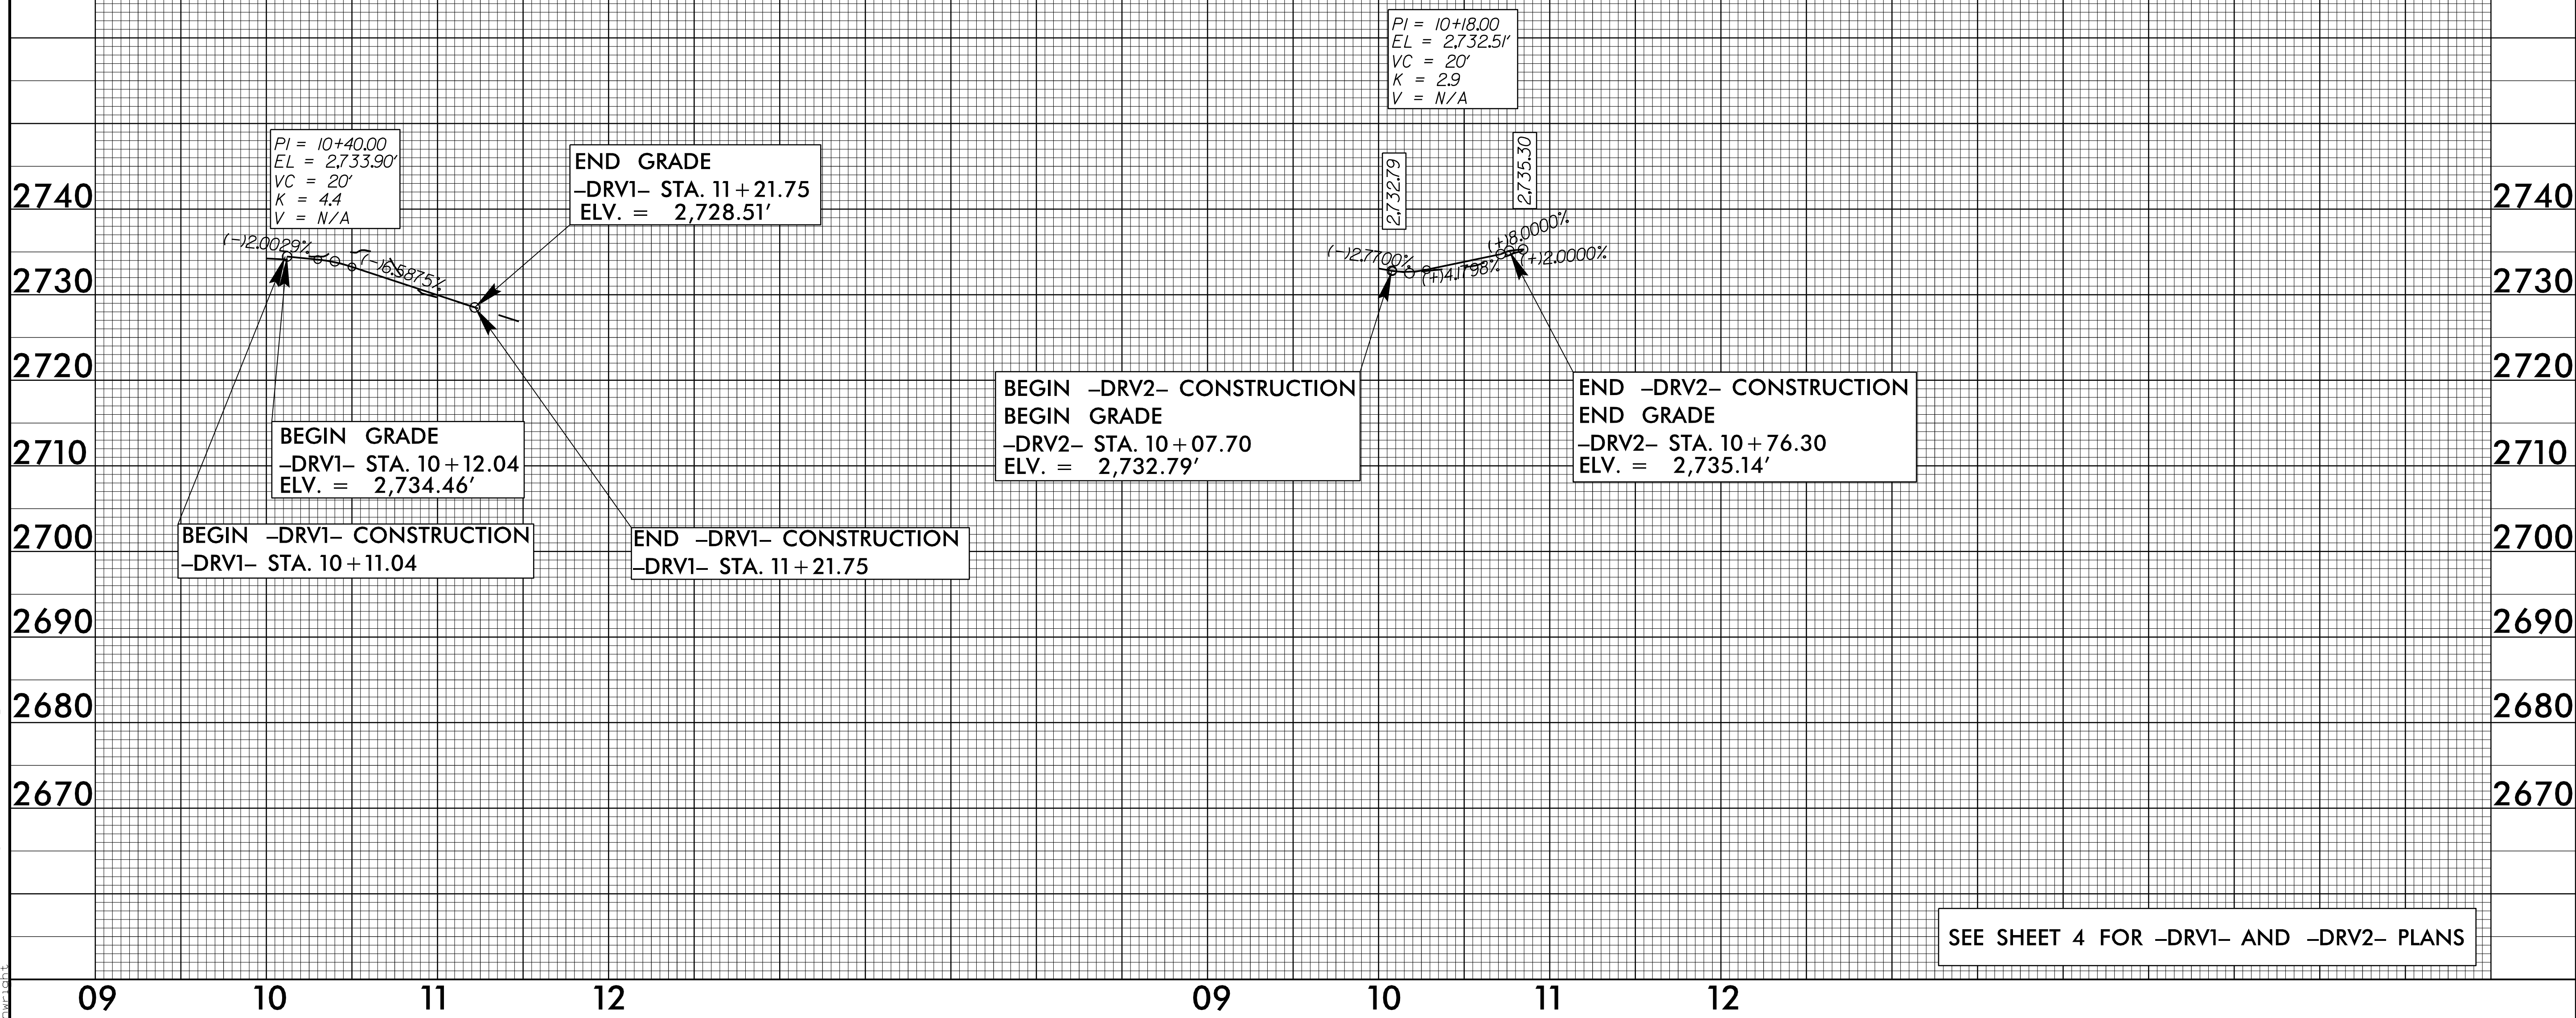 PI = 10+18.00
EL = 2,732.51'
VC = 20'
K = 2.9
V = N/A
PI = 10+40.00
EL = 2,733.90'
VC = 20'
K = 4.4
V = N/A
END GRADE
–DRV1– STA. 11+21.75
ELV. = 2,728.51'
2,732.79
2,735.30
2740
2740
(-)2.0029%
(-)6.5875%
(-)2.7700%
(+)4.1798%
(+)8.0000%
(+)2.0000%
2730
2730
2720
2720
BEGIN –DRV2– CONSTRUCTION
BEGIN GRADE
–DRV2– STA. 10+07.70
ELV. = 2,732.79'
END –DRV2– CONSTRUCTION
END GRADE
–DRV2– STA. 10+76.30
ELV. = 2,735.14'
2710
2710
BEGIN GRADE
–DRV1– STA. 10+12.04
ELV. = 2,734.46'
2700
2700
BEGIN –DRV1– CONSTRUCTION
–DRV1– STA. 10+11.04
END –DRV1– CONSTRUCTION
–DRV1– STA. 11+21.75
2690
2690
2680
2680
2670
2670
SEE SHEET 4 FOR –DRV1– AND –DRV2– PLANS
09 10 11 12 09 10 11 12